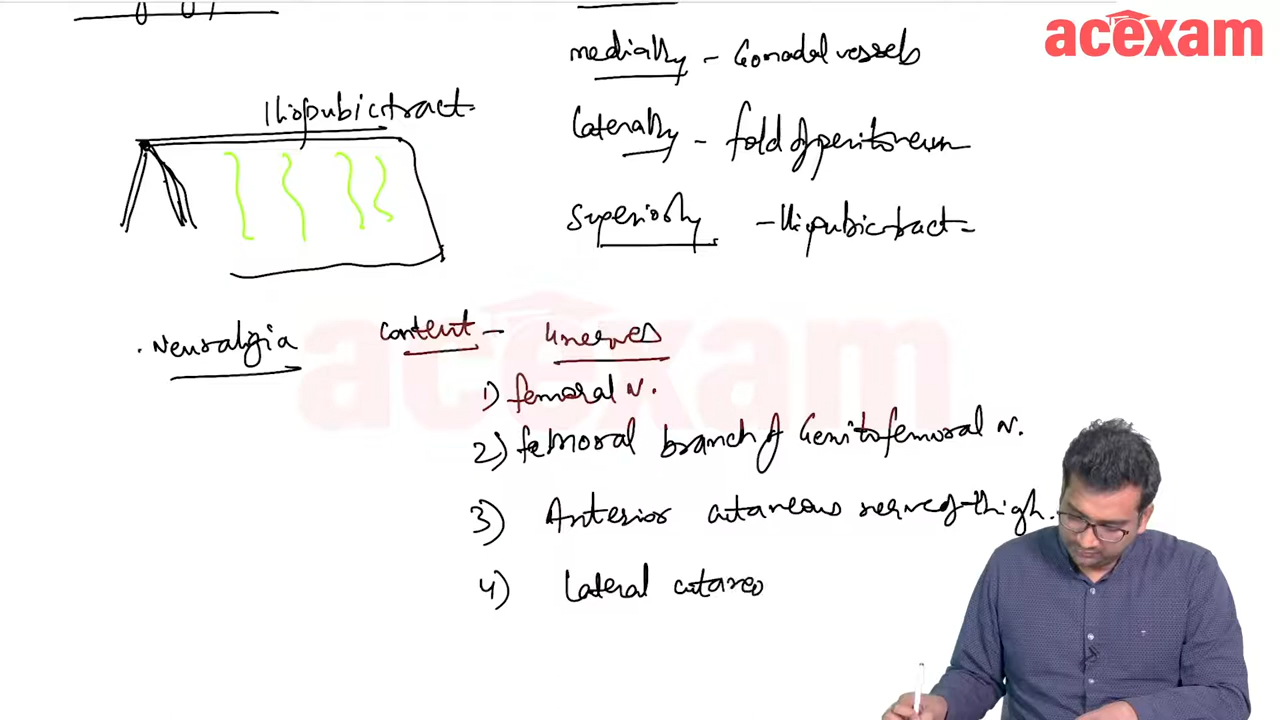 acexam
medially - Gonadal vessels
Iliopubic tract
laterally - fold of peritoneum
Superiorly - Iliopubic tract
Neuralgia
Content - 4 nerves
1) femoral N.
2) femoral branch of Genitofemoral N.
3) Anterior cutaneous nerve of thigh.
4) Lateral cutaneo
acexam